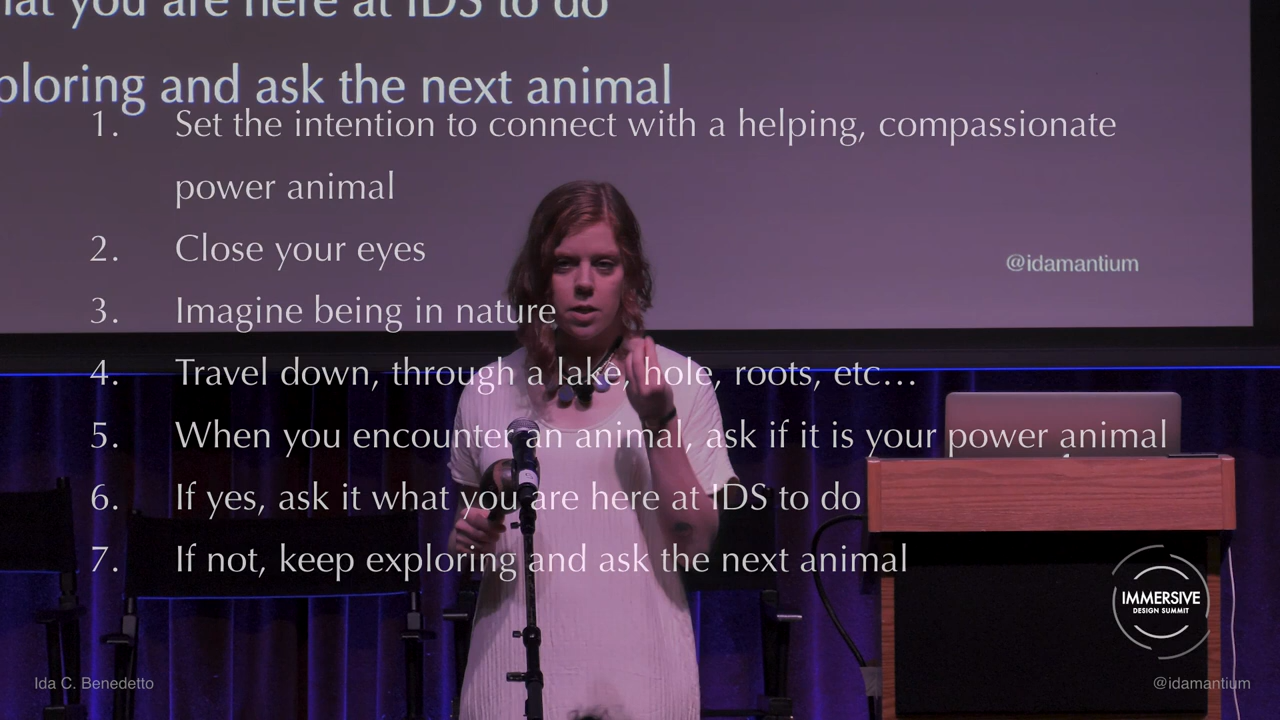 at you are here at IDS to do
ploring and ask the next animal
1. Set the intention to connect with a helping, compassionate
power animal
2. Close your eyes
@idamantium
3. Imagine being in nature
4. Travel down, through a lake, hole, roots, etc…
5. When you encounter an animal, ask if it is your power animal
6. If yes, ask it what you are here at IDS to do
7. If not, keep exploring and ask the next animal
IMMERSIVE
DESIGN SUMMIT
Ida C. Benedetto
@idamantium